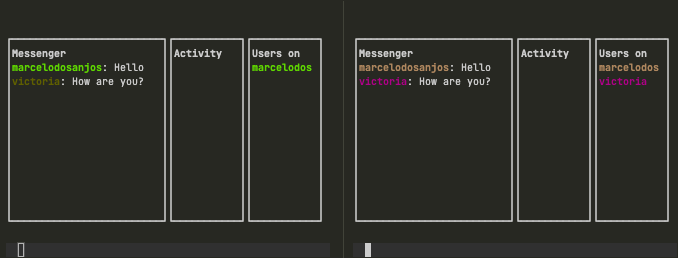 Messenger
marcelodosanjos: Hello
victoria: How are you?
Activity
Users on
marcelodos
Messenger
marcelodosanjos: Hello
victoria: How are you?
Activity
Users on
marcelodos
victoria